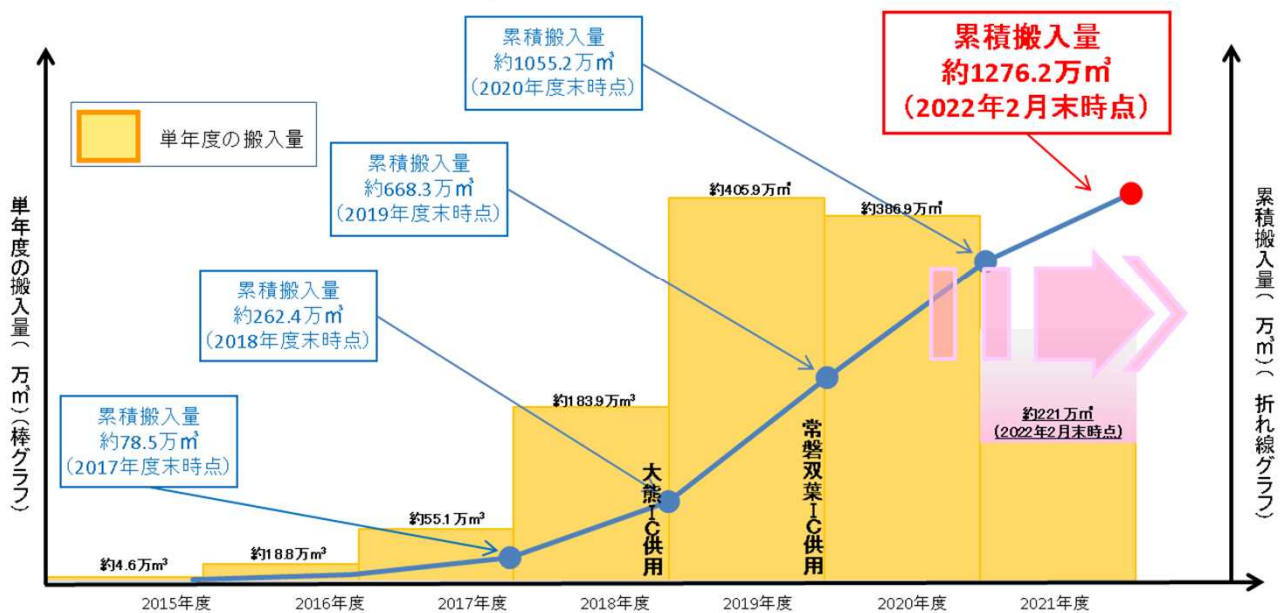 累積搬入量
約1055.2万㎥
(2020年度末時点)
累積搬入量
約1276.2万㎥
(2022年2月末時点)
単年度の搬入量
累積搬入量
約668.3万㎥
(2019年度末時点)
累積搬入量
約262.4万㎥
(2018年度末時点)
累積搬入量
約78.5万㎥
(2017年度末時点)
単年度の搬入量( 万㎥)(棒グラフ)
累積搬入量( 万㎥)( 折れ線グラフ)
約4.6万m³
約18.8万m³
約55.1万m³
約183.9万m³
約405.9万㎥
約386.9万㎥
約221万㎥
(2022年2月末時点)
大熊IC供用
常磐双葉IC供用
2015年度
2016年度
2017年度
2018年度
2019年度
2020年度
2021年度